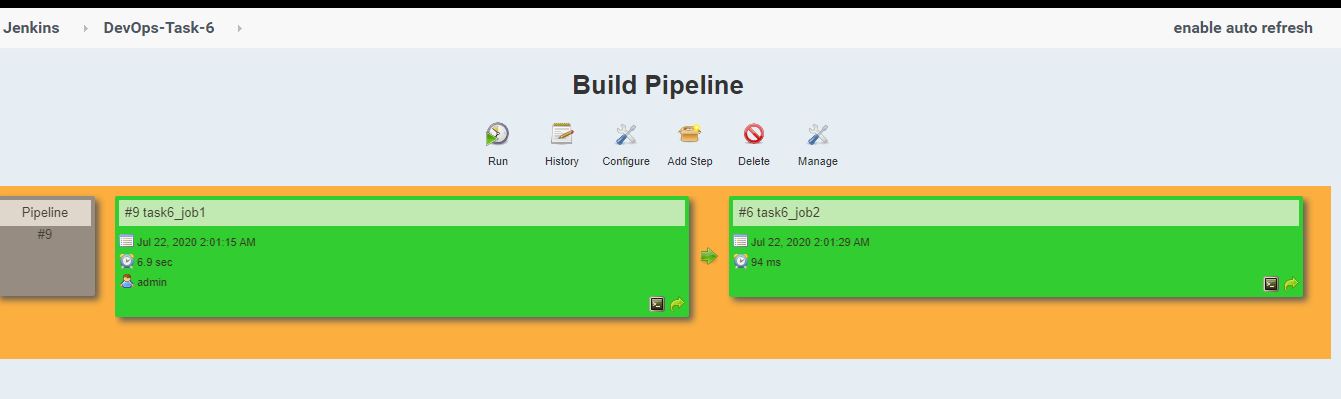 Jenkins DevOps-Task-6 enable auto refresh
Build Pipeline
Run History Configure Add Step Delete Manage
Pipeline
#9
#9 task6_job1
Jul 22, 2020 2:01:15 AM
6.9 sec
admin
#6 task6_job2
Jul 22, 2020 2:01:29 AM
94 ms